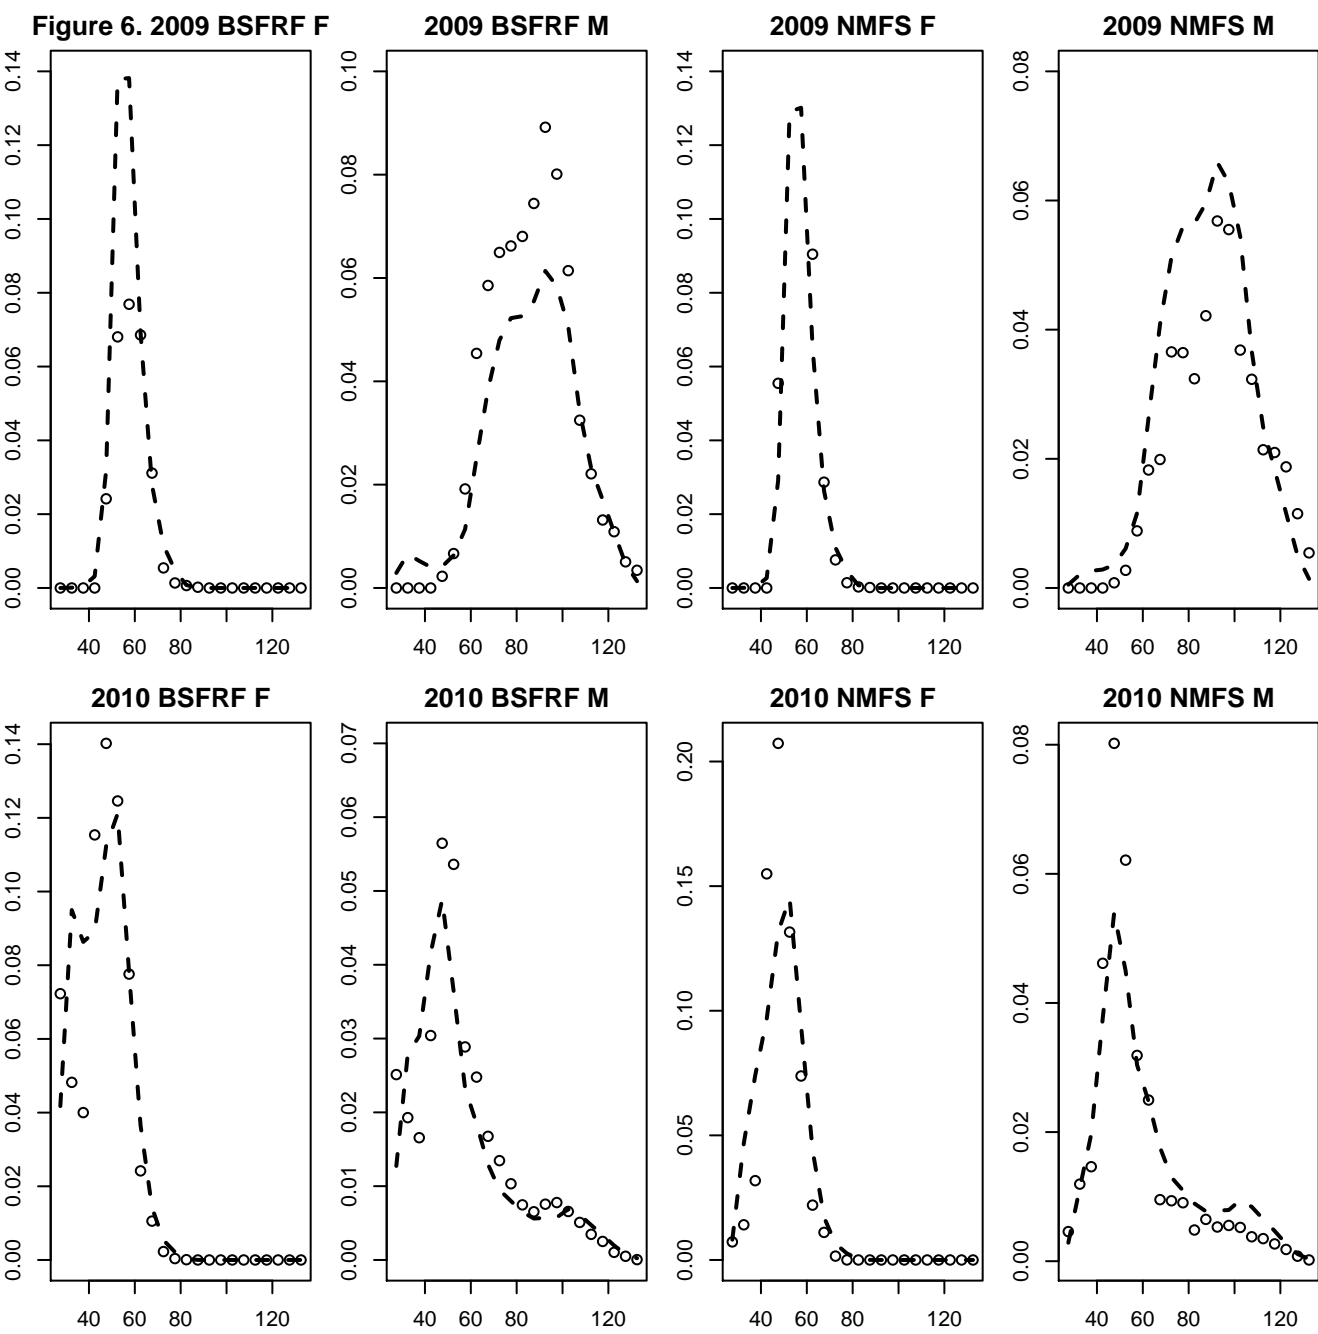 Figure 6. 2009 BSFRF F 2009 BSFRF M 2009 NMFS F 2009 NMFS M
0.14 0.12 0.10 0.08 0.06 0.04 0.02 0.00
0.10 0.08 0.06 0.04 0.02 0.00
0.14 0.12 0.10 0.08 0.06 0.04 0.02 0.00
0.08 0.06 0.04 0.02 0.00
40 60 80 120 40 60 80 120 40 60 80 120 40 60 80 120
2010 BSFRF F 2010 BSFRF M 2010 NMFS F 2010 NMFS M
0.14 0.12 0.10 0.08 0.06 0.04 0.02 0.00
0.07 0.06 0.05 0.04 0.03 0.02 0.01 0.00
0.20 0.15 0.10 0.05 0.00
0.08 0.06 0.04 0.02 0.00
40 60 80 120 40 60 80 120 40 60 80 120 40 60 80 120